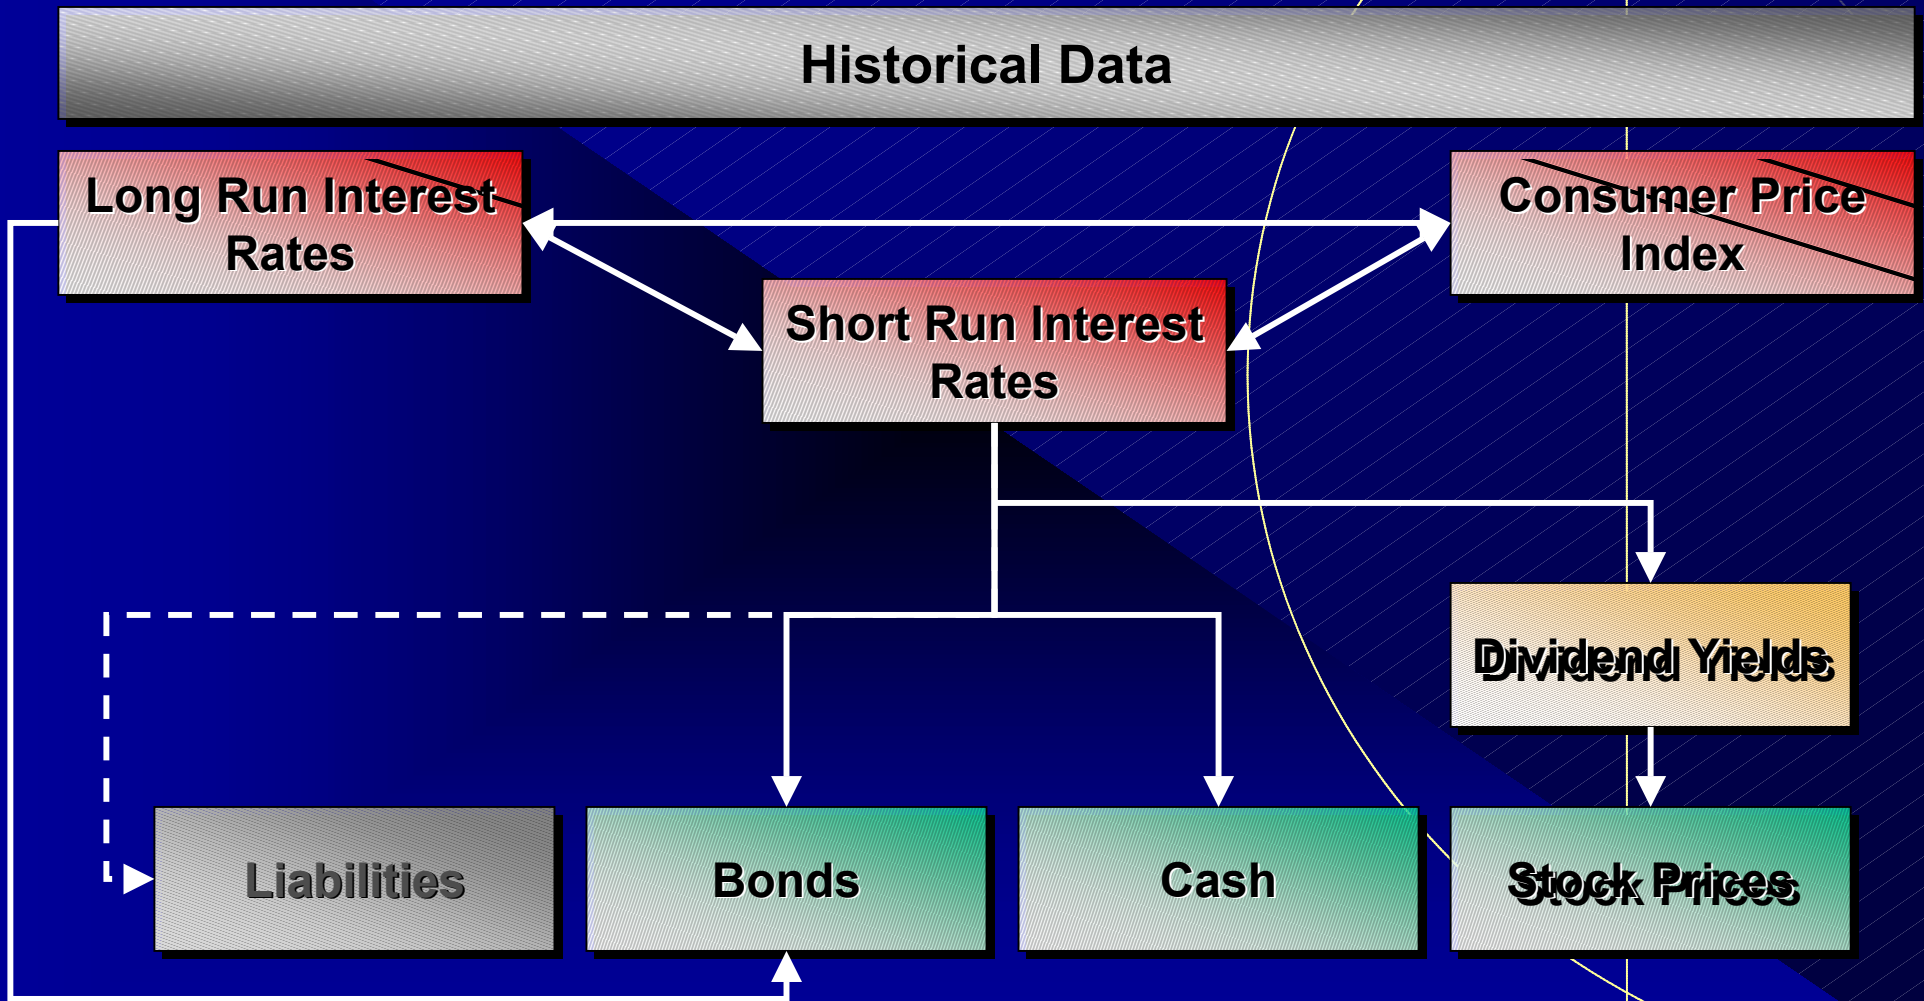 Historical Data
Long Run Interest
Rates
Consumer Price
Index
Short Run Interest
Rates
Dividend Yields
Liabilities
Bonds
Cash
Stock Prices